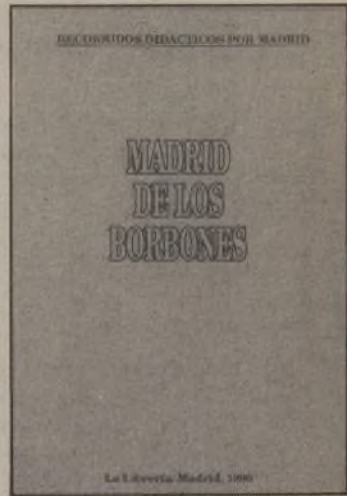 RECORRIDOS DIDACTICOS POR MADRID
MADRID
DE LOS
BORBONES
La Librería. Madrid,